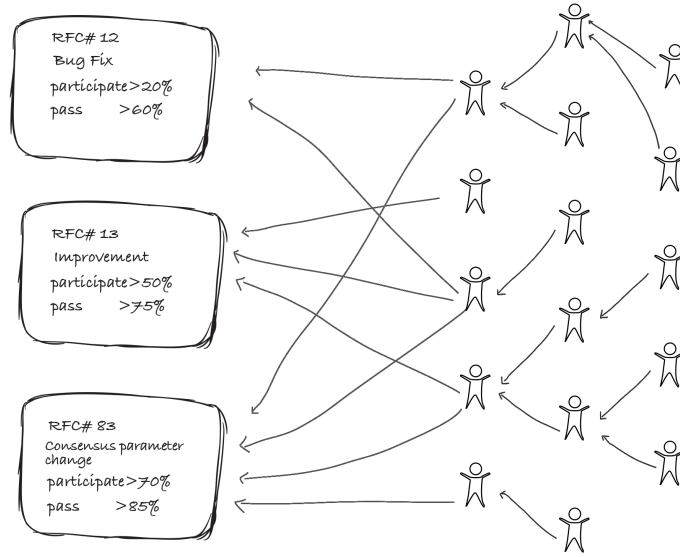 RFC# 12
Bug Fix
participate>20%
pass >60%
RFC# 13
Improvement
participate>50%
pass >75%
RFC# 83
Consensus parameter
change
participate>70%
pass >85%